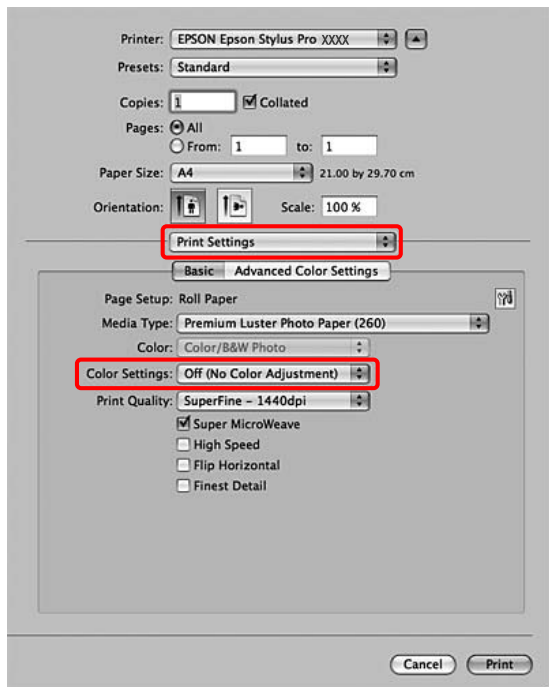 Printer: EPSON Epson Stylus Pro XXXX
Presets: Standard
Copies: 1 Collated
Pages: All
From: 1 to: 1
Paper Size: A4 21.00 by 29.70 cm
Orientation: Scale: 100 %
Print Settings
Basic Advanced Color Settings
Page Setup: Roll Paper
Media Type: Premium Luster Photo Paper (260)
Color: Color/B&W Photo
Color Settings: Off (No Color Adjustment)
Print Quality: SuperFine – 1440dpi
Super MicroWeave
High Speed
Flip Horizontal
Finest Detail
Cancel Print